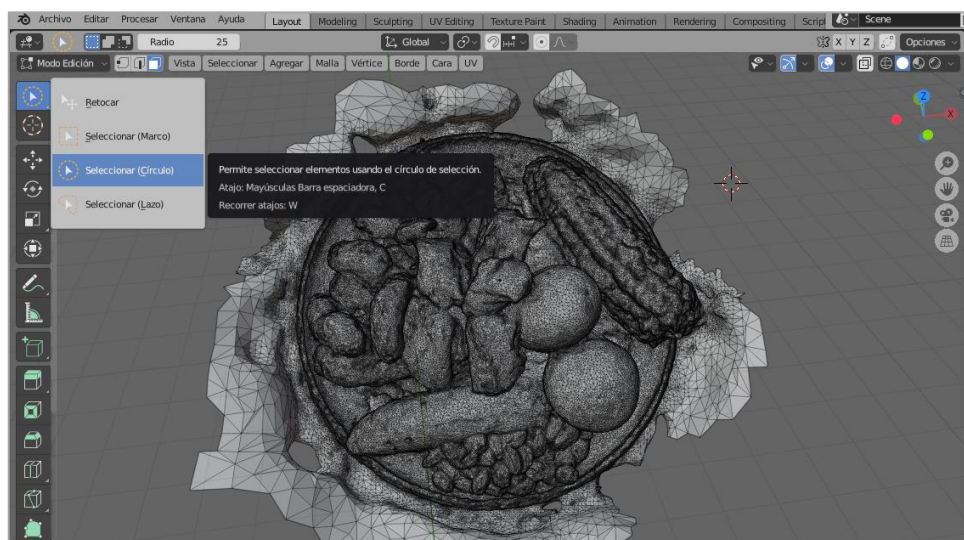 Archivo Editar Procesar Ventana Ayuda Layout Modeling Sculpting UV Editing Texture Paint Shading Animation Rendering Compositing Scrip Scene
Radio 25 Global X Y Z Opciones
Modo Edición Vista Seleccionar Agregar Malla Vértice Borde Cara UV
Retocar
Seleccionar (Marco)
Seleccionar (Círculo)
Seleccionar (Lazo)
Permite seleccionar elementos usando el círculo de selección.
Atajo: Mayúsculas Barra espaciadora, C
Recorrer atajos: W
Z
X